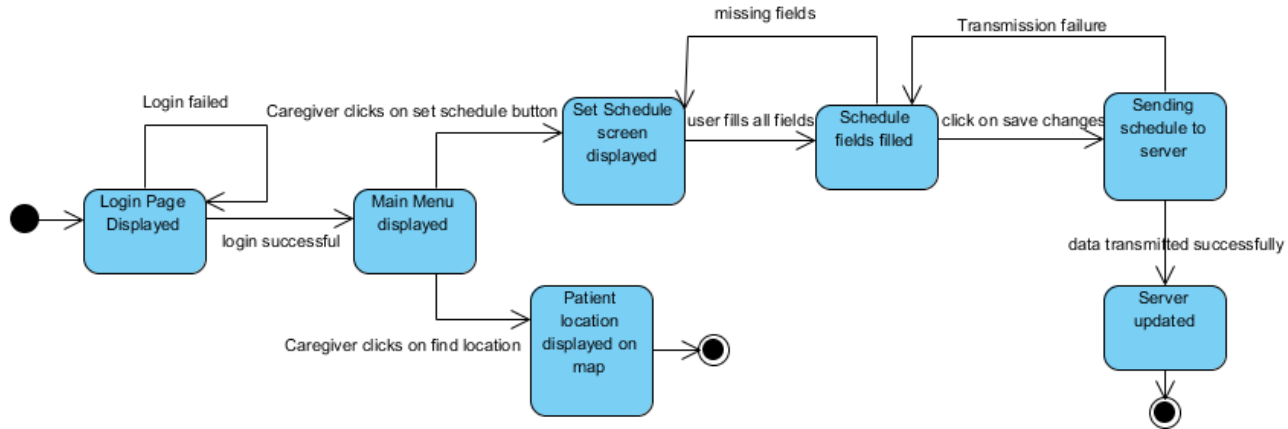 missing fields
Transmission failure
Login failed
Caregiver clicks on set schedule button
Set Schedule
screen
displayed
user fills all fields
Schedule
fields filled
click on save changes
Sending
schedule to
server
Login Page
Displayed
login successful
Main Menu
displayed
data transmitted successfully
Caregiver clicks on find location
Patient
location
displayed on
map
Server
updated